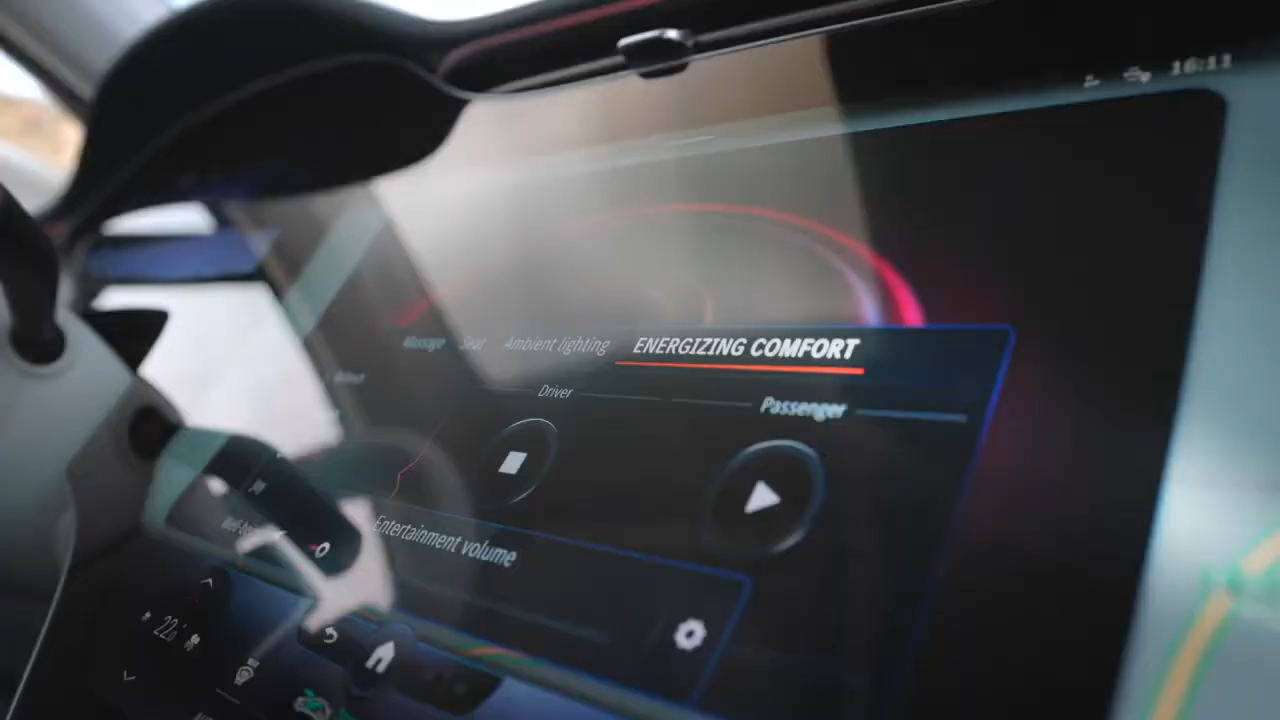 16:11
Massage Seat Ambient lighting ENERGIZING COMFORT
Driver Passenger
Entertainment volume
22